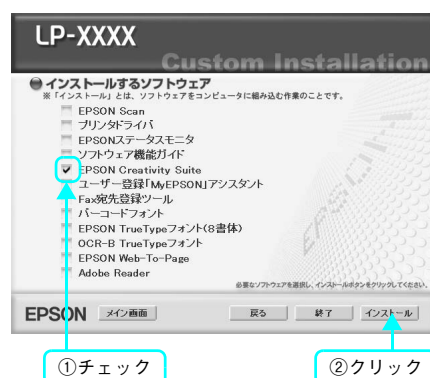 LP-XXXX
Custom Installation
インストールするソフトウェア
※「インストール」とは、ソフトウェアをコンピュータに組み込む作業のことです。
EPSON Scan
プリンタドライバ
EPSONステータスモニタ
ソフトウェア機能ガイド
EPSON Creativity Suite
ユーザー登録「MyEPSON」アシスタント
Fax宛先登録ツール
バーコードフォント
EPSON TrueTypeフォント(8書体)
OCR-B TrueTypeフォント
EPSON Web-To-Page
Adobe Reader
必要なソフトウェアを選択し、インストールボタンをクリックしてください。
EPSON メイン画面 戻る 終了 インストール
①チェック ②クリック